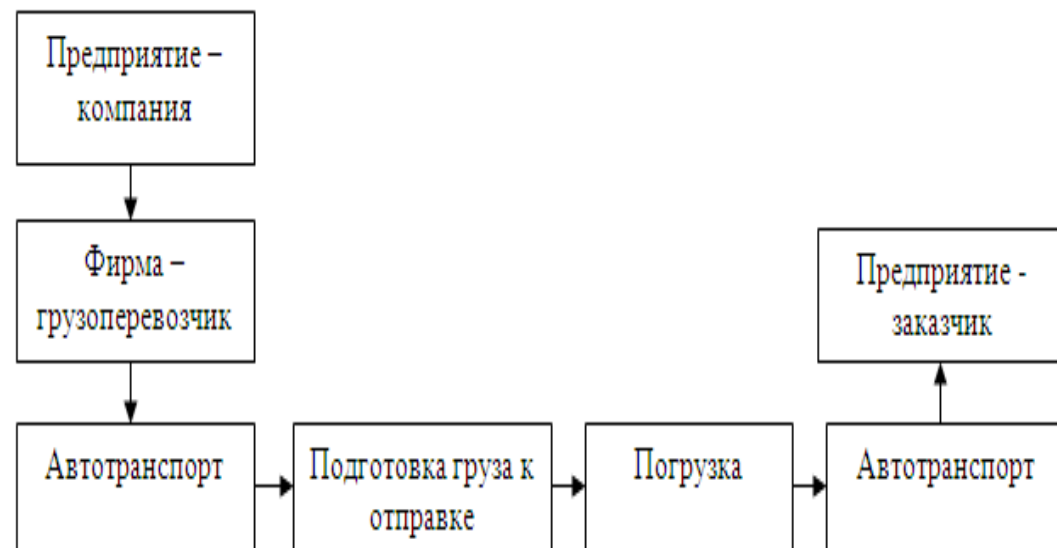 Предприятие –
компания
Фирма –
грузоперевозчик
Предприятие -
заказчик
Автотранспорт
Подготовка груза к
отправке
Погрузка
Автотранспорт